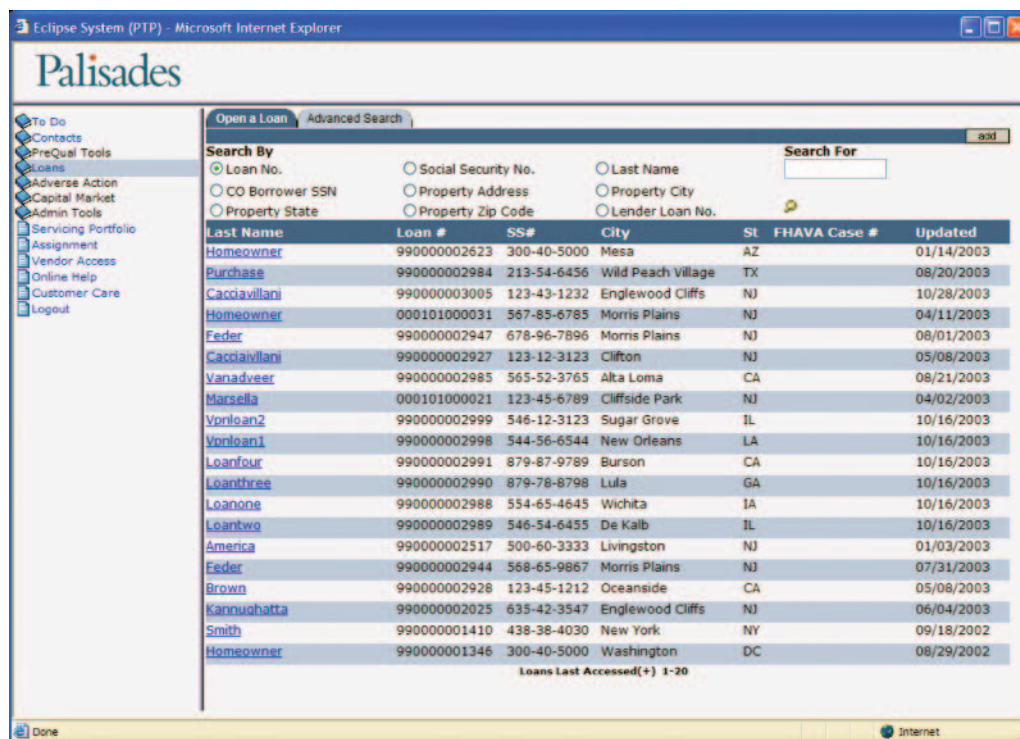 Eclipse System (PTP) - Microsoft Internet Explorer
Palisades
To Do
Contacts
PreQual Tools
Loans
Adverse Action
Capital Market
Admin Tools
Servicing Portfolio
Assignment
Vendor Access
Online Help
Customer Care
Logout
Open a Loan Advanced Search
add
Search By Search For
Loan No. Social Security No. Last Name
CO Borrower SSN Property Address Property City
Property State Property Zip Code Lender Loan No.
Last Name Loan # SS# City St FHAVA Case # Updated
Homeowner 990000002623 300-40-5000 Mesa AZ 01/14/2003
Purchase 990000002984 213-54-6456 Wild Peach Village TX 08/20/2003
Cacciavillani 990000003005 123-43-1232 Englewood Cliffs NJ 10/28/2003
Homeowner 000101000031 567-85-6785 Morris Plains NJ 04/11/2003
Feder 990000002947 678-96-7896 Morris Plains NJ 08/01/2003
Cacciaivllani 990000002927 123-12-3123 Clifton NJ 05/08/2003
Vanadveer 990000002985 565-52-3765 Alta Loma CA 08/21/2003
Marsella 000101000021 123-45-6789 Cliffside Park NJ 04/02/2003
Vpnloan2 990000002999 546-12-3123 Sugar Grove IL 10/16/2003
Vpnloan1 990000002998 544-56-6544 New Orleans LA 10/16/2003
Loanfour 990000002991 879-87-9789 Burson CA 10/16/2003
Loanthree 990000002990 879-78-8798 Lula GA 10/16/2003
Loanone 990000002988 554-65-4645 Wichita IA 10/16/2003
Loantwo 990000002989 546-54-6455 De Kalb IL 10/16/2003
America 990000002517 500-60-3333 Livingston NJ 01/03/2003
Feder 990000002944 568-65-9867 Morris Plains NJ 07/31/2003
Brown 990000002928 123-45-1212 Oceanside CA 05/08/2003
Kannughatta 990000002025 635-42-3547 Englewood Cliffs NJ 06/04/2003
Smith 990000001410 438-38-4030 New York NY 09/18/2002
Homeowner 990000001346 300-40-5000 Washington DC 08/29/2002
Loans Last Accessed(+) 1-20
Done Internet